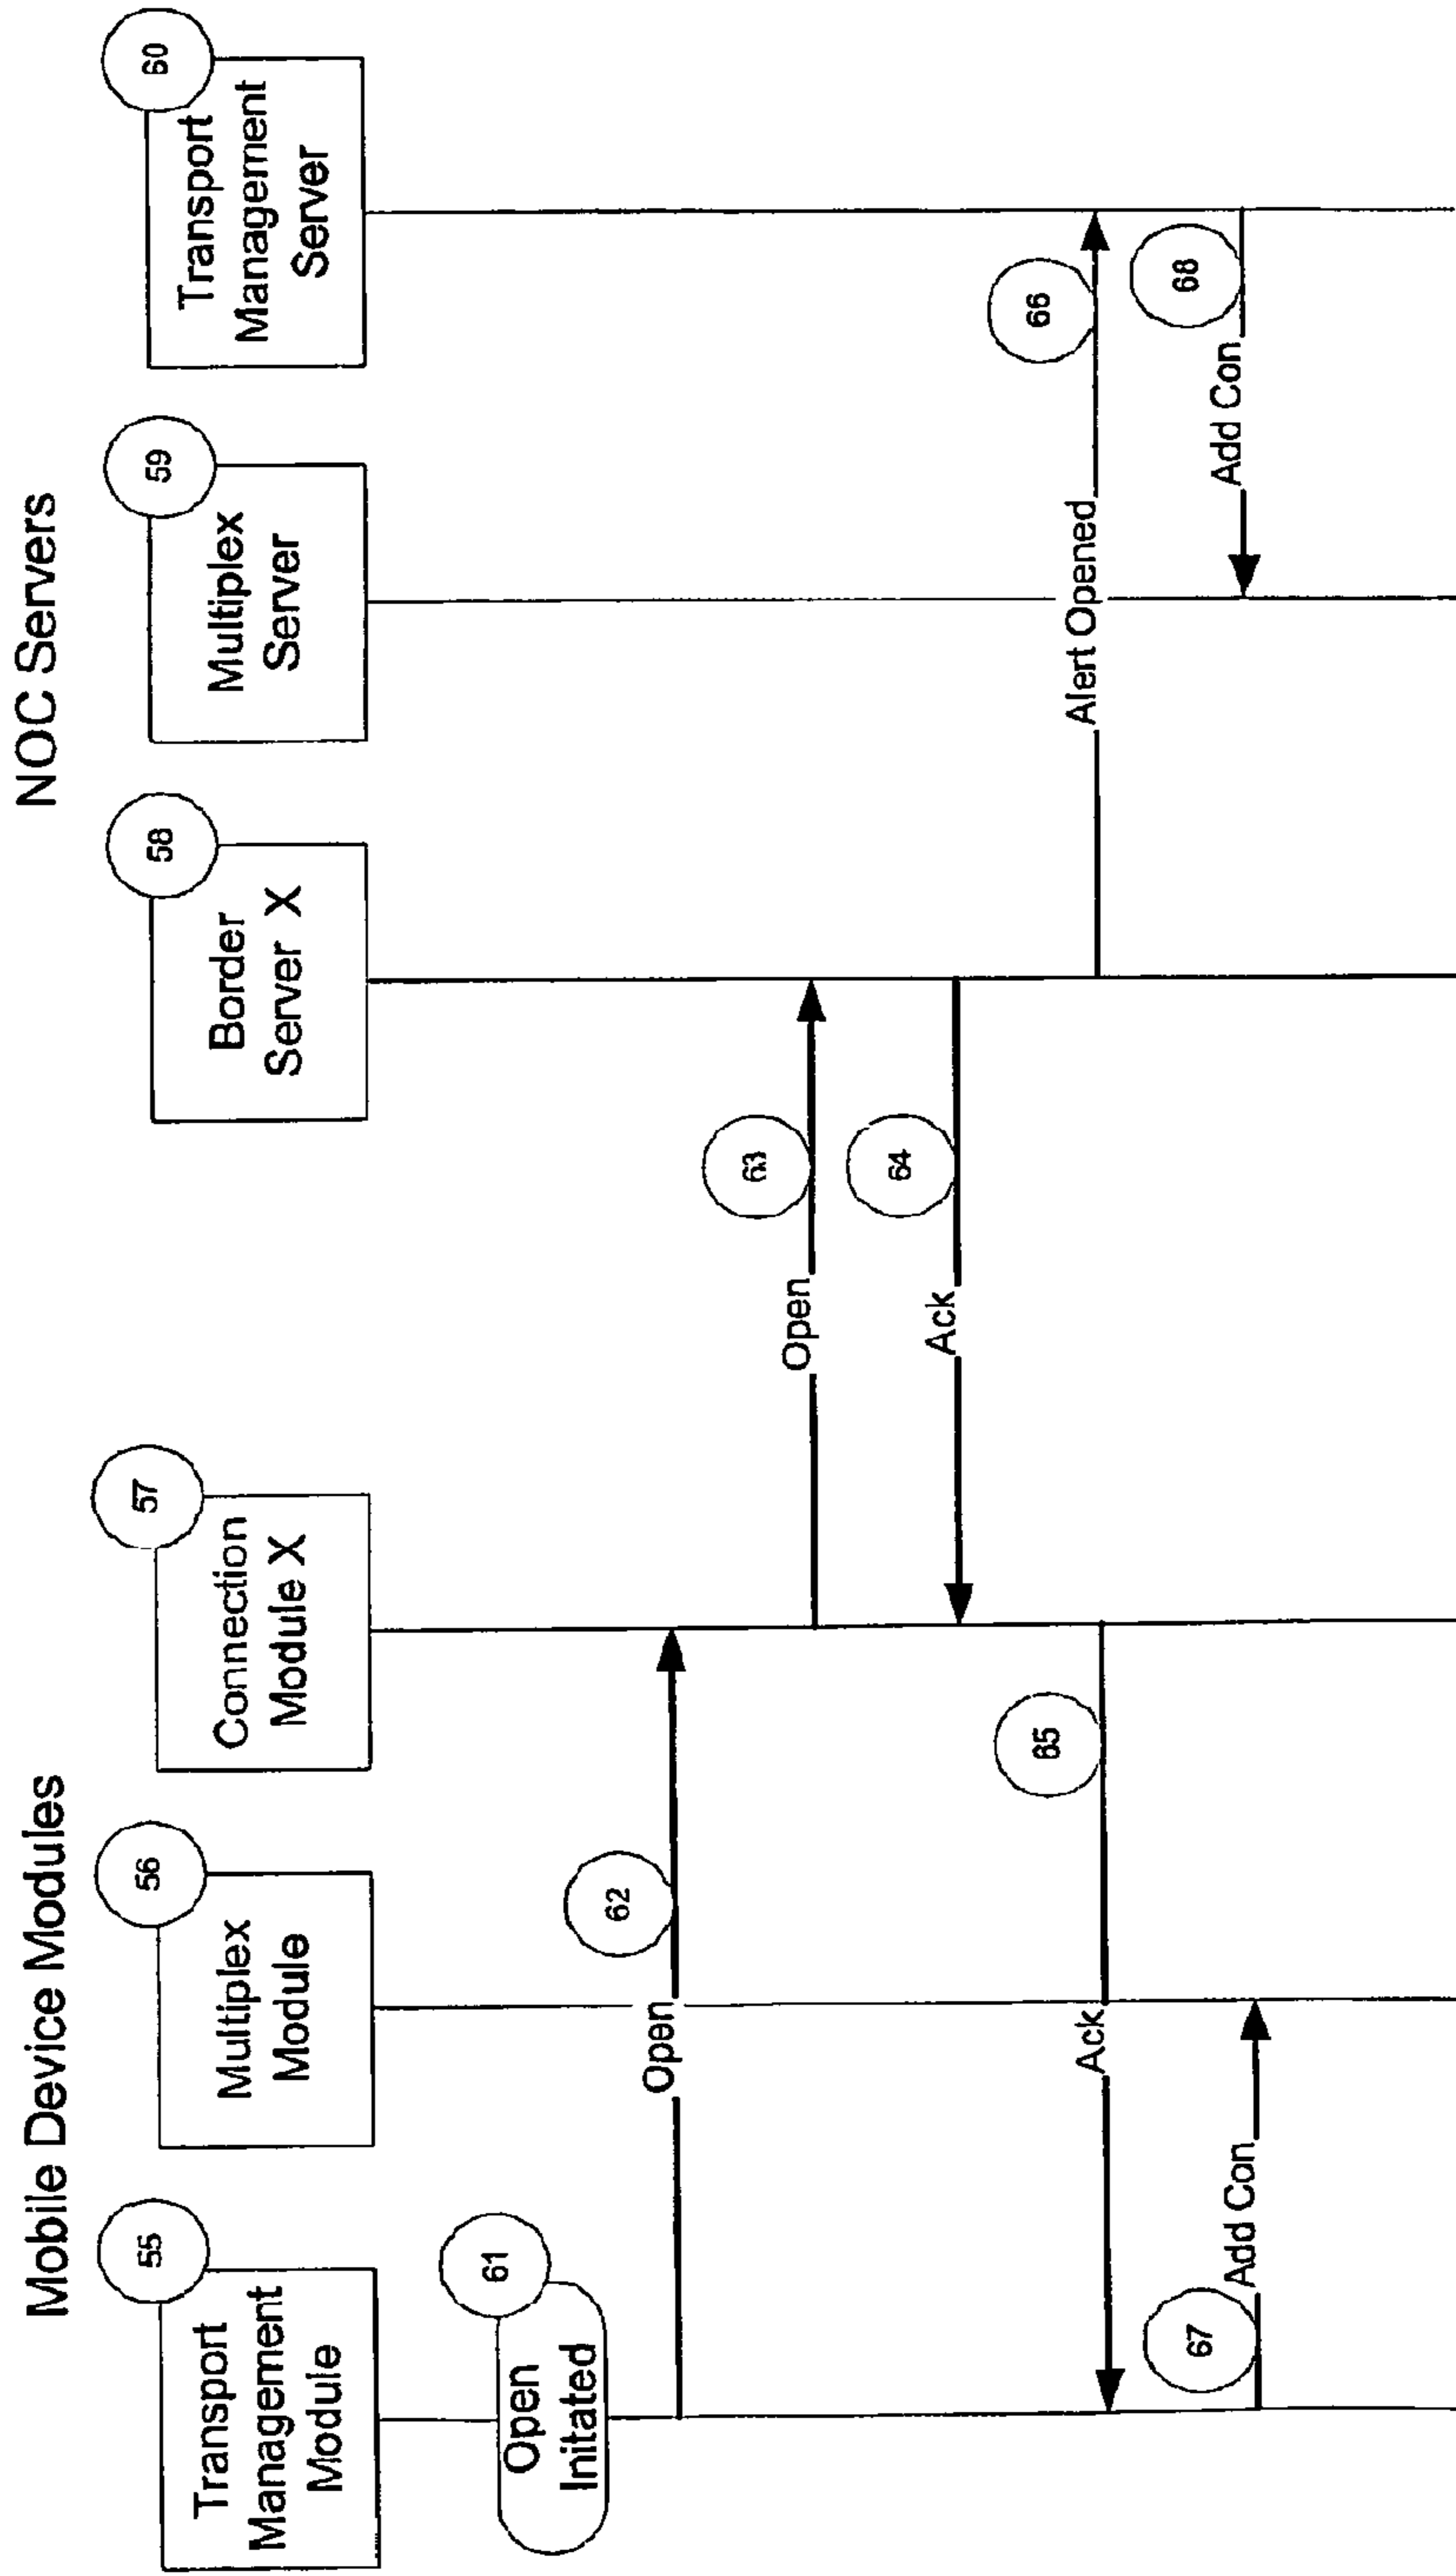 Mobile Device Modules
NOC Servers
55
Transport
Management
Module
56
Multiplex
Module
57
Connection
Module X
58
Border
Server X
59
Multiplex
Server
60
Transport
Management
Server
61
Open
Initated
62
Open
63
Open
64
Ack
65
Ack
66
Alert Opened
67
Add Con
68
Add Con